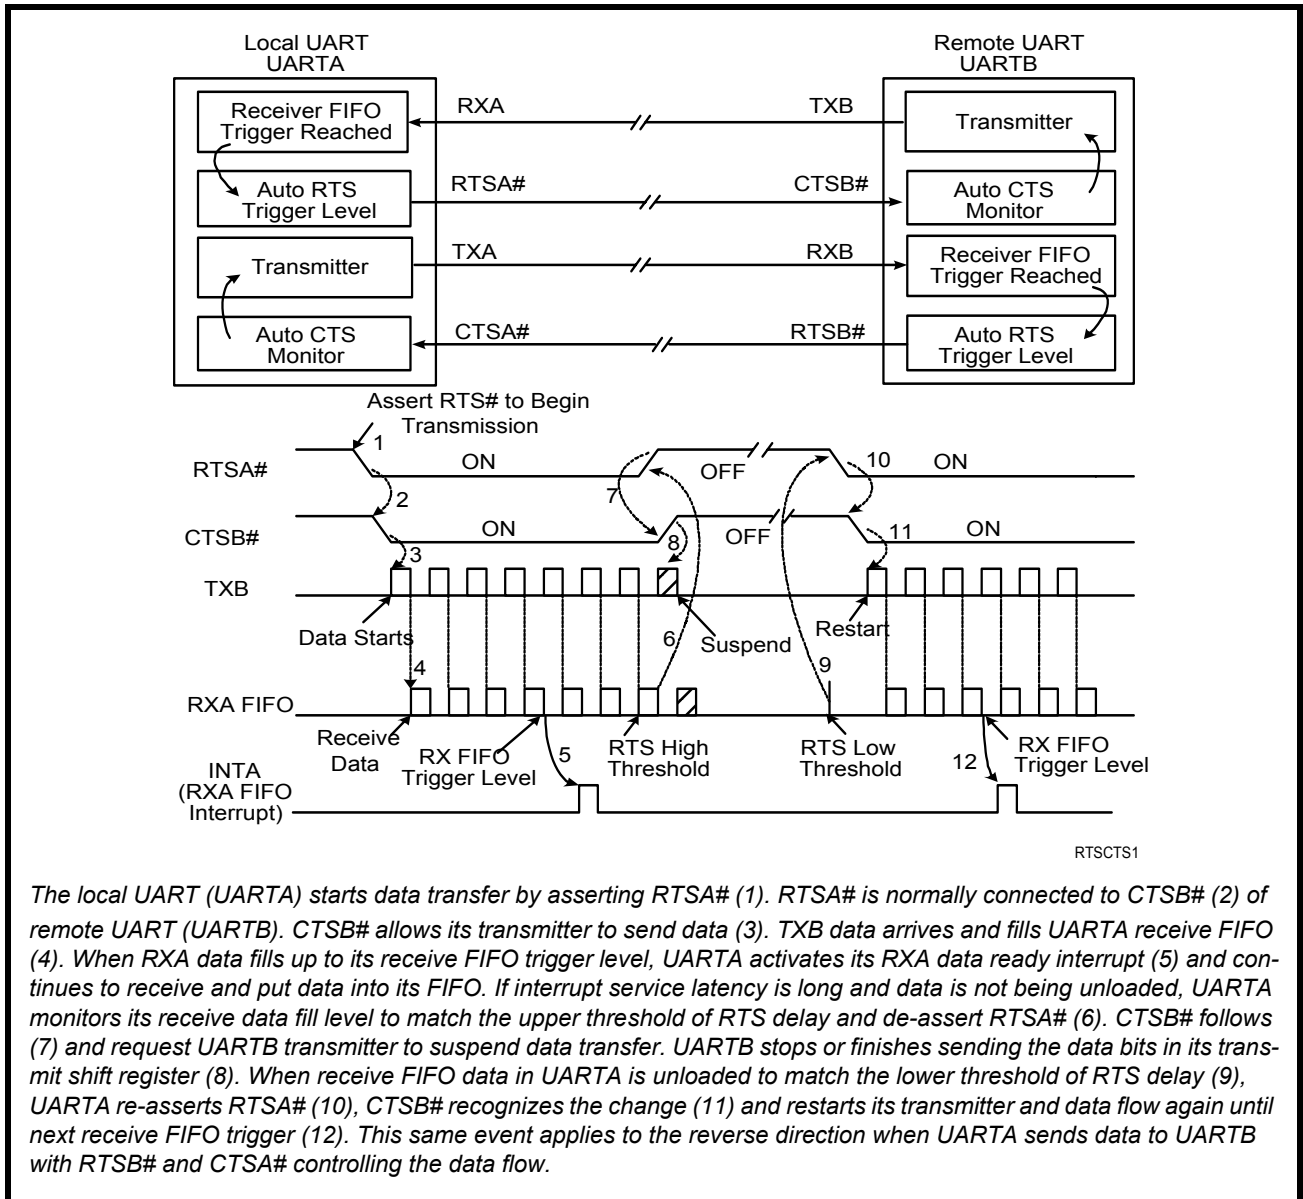 Local UART
UARTA
Remote UART
UARTB
Receiver FIFO
Trigger Reached
RXA
TXB
Transmitter
Auto RTS
Trigger Level
RTSA#
CTSB#
Auto CTS
Monitor
Transmitter
TXA
RXB
Receiver FIFO
Trigger Reached
Auto CTS
Monitor
CTSA#
RTSB#
Auto RTS
Trigger Level
Assert RTS# to Begin
Transmission
RTSA#
1
ON
OFF
10
ON
2
7
CTSB#
ON
OFF
11
ON
3
8
TXB
Data Starts
Suspend
Restart
4
6
9
RXA FIFO
Receive
Data
RX FIFO
Trigger Level
5
RTS High
Threshold
RTS Low
Threshold
12
RX FIFO
Trigger Level
INTA
(RXA FIFO
Interrupt)
RTSCTS1
The local UART (UARTA) starts data transfer by asserting RTSA# (1). RTSA# is normally connected to CTSB# (2) of
remote UART (UARTB). CTSB# allows its transmitter to send data (3). TXB data arrives and fills UARTA receive FIFO
(4). When RXA data fills up to its receive FIFO trigger level, UARTA activates its RXA data ready interrupt (5) and con-
tinues to receive and put data into its FIFO. If interrupt service latency is long and data is not being unloaded, UARTA
monitors its receive data fill level to match the upper threshold of RTS delay and de-assert RTSA# (6). CTSB# follows
(7) and request UARTB transmitter to suspend data transfer. UARTB stops or finishes sending the data bits in its trans-
mit shift register (8). When receive FIFO data in UARTA is unloaded to match the lower threshold of RTS delay (9),
UARTA re-asserts RTSA# (10), CTSB# recognizes the change (11) and restarts its transmitter and data flow again until
next receive FIFO trigger (12). This same event applies to the reverse direction when UARTA sends data to UARTB
with RTSB# and CTSA# controlling the data flow.